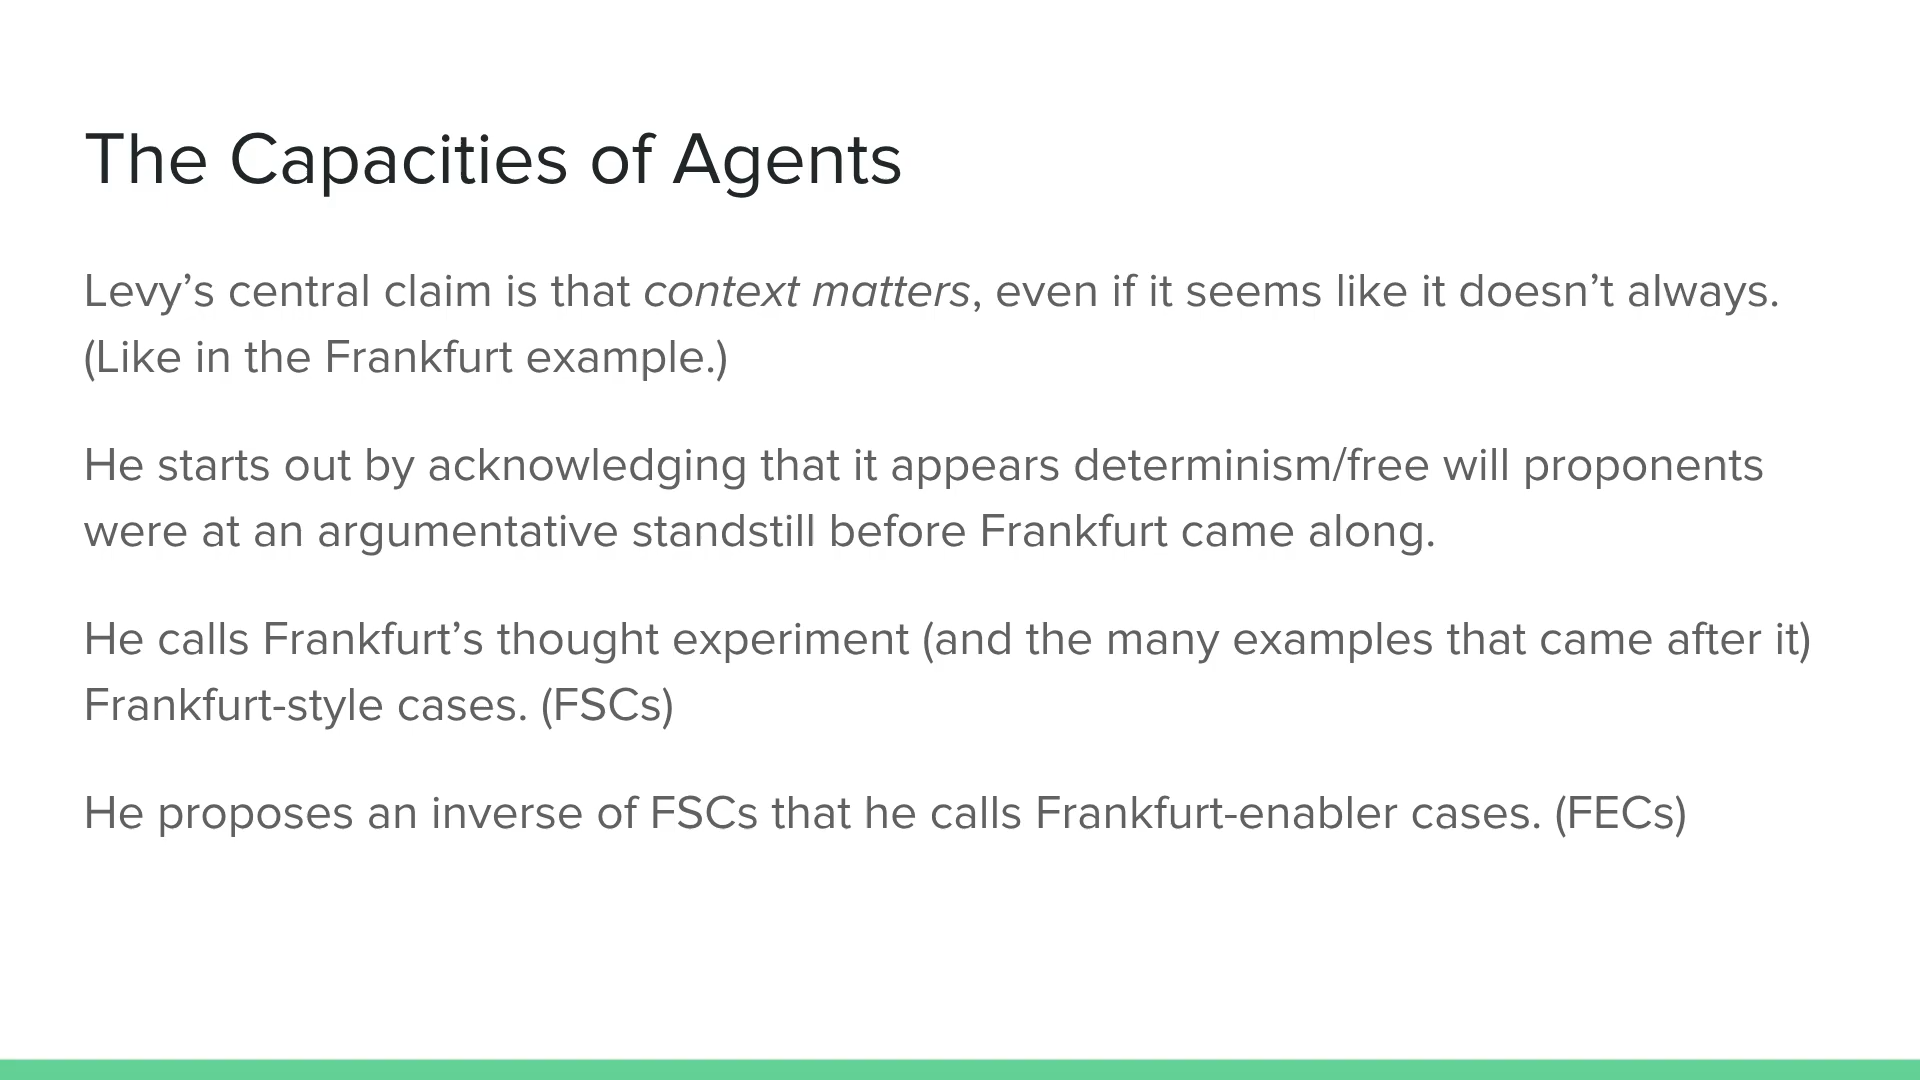 The Capacities of Agents
Levy’s central claim is that context matters, even if it seems like it doesn’t always.
(Like in the Frankfurt example.)
He starts out by acknowledging that it appears determinism/free will proponents
were at an argumentative standstill before Frankfurt came along.
He calls Frankfurt’s thought experiment (and the many examples that came after it)
Frankfurt-style cases. (FSCs)
He proposes an inverse of FSCs that he calls Frankfurt-enabler cases. (FECs)